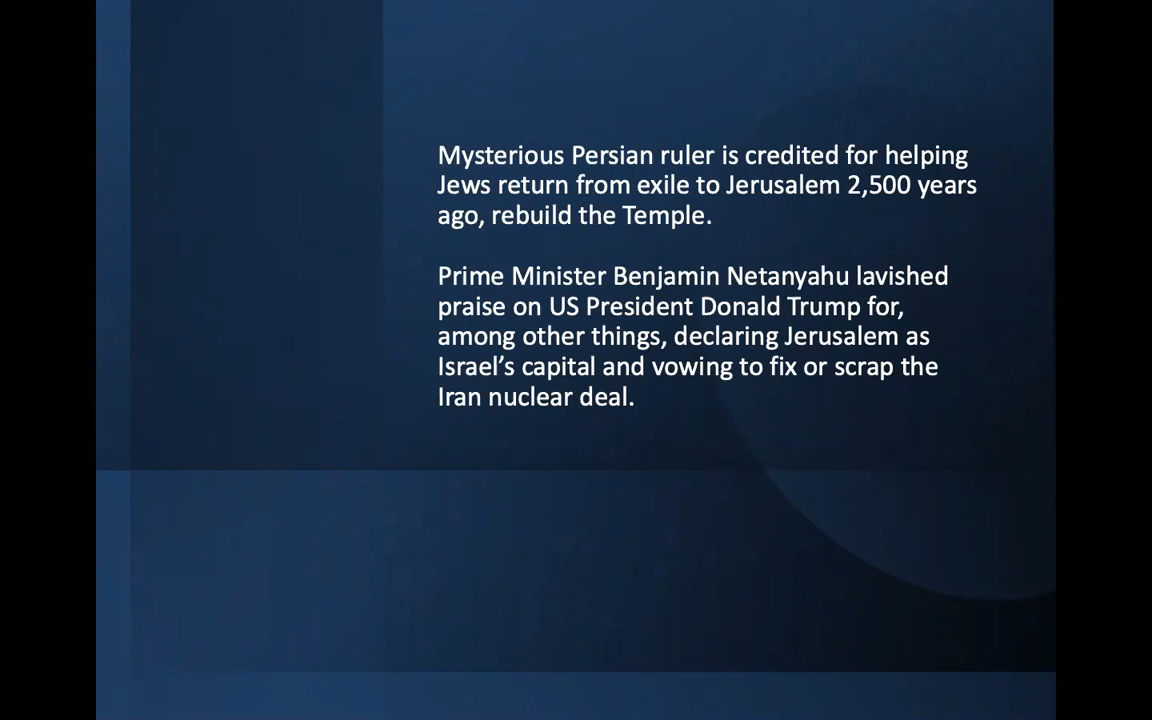 Mysterious Persian ruler is credited for helping
Jews return from exile to Jerusalem 2,500 years
ago, rebuild the Temple.
Prime Minister Benjamin Netanyahu lavished
praise on US President Donald Trump for,
among other things, declaring Jerusalem as
Israel’s capital and vowing to fix or scrap the
Iran nuclear deal.